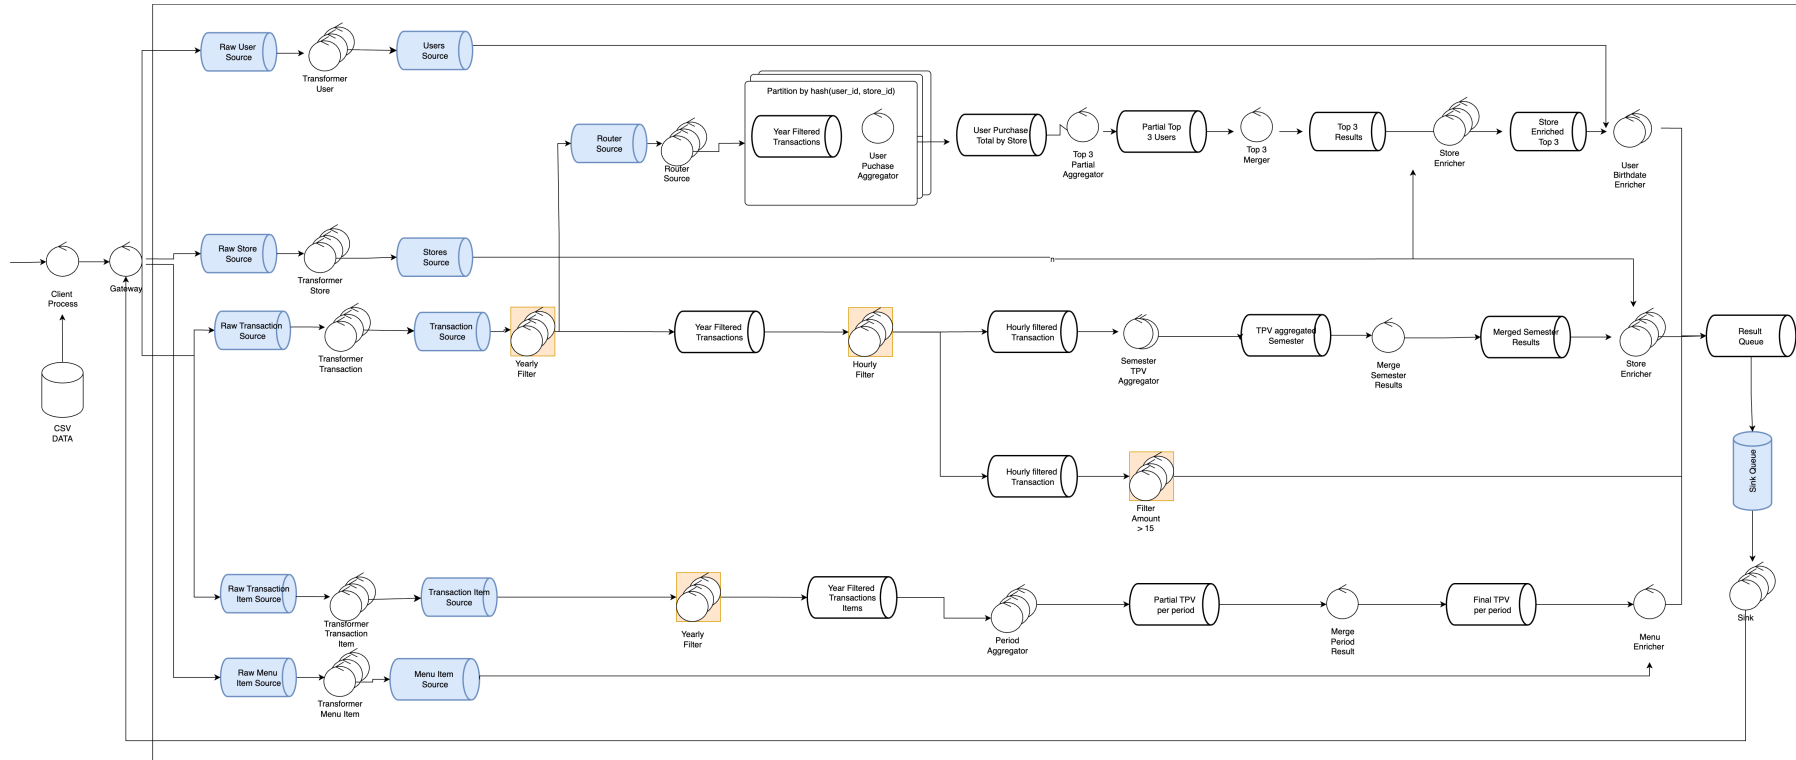 Raw User
Source
Transformer
User
Users
Source
Partition by hash(user_id, store_id)
Year Filtered
Transactions
User
Puchase
Aggregator
Router
Source
Router
Source
User Purchase
Total by Store
Top 3
Partial
Aggregator
Partial Top
3 Users
Top 3
Merger
Top 3
Results
Store
Enricher
Store
Enriched
Top 3
User
Birthdate
Enricher
Client
Process
Gateway
CSV
DATA
Raw Store
Source
Transformer
Store
Stores
Source
n
Raw Transaction
Source
Transformer
Transaction
Transaction
Source
Yearly
Filter
Year Filtered
Transactions
Hourly
Filter
Hourly filtered
Transaction
Semester
TPV
Aggregator
TPV aggregated
Semester
Merge
Semester
Results
Merged Semester
Results
Store
Enricher
Result
Queue
Hourly filtered
Transaction
Filter
Amount
> 15
Sink Queue
Sink
Raw Transaction
Item Source
Transformer
Transaction
Item
Transaction Item
Source
Yearly
Filter
Year Filtered
Transactions
Items
Period
Aggregator
Partial TPV
per period
Merge
Period
Result
Final TPV
per period
Menu
Enricher
Raw Menu
Item Source
Transformer
Menu Item
Menu Item
Source